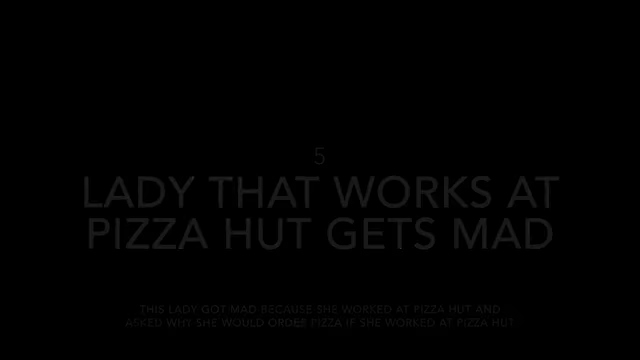 5
LADY THAT WORKS AT
PIZZA HUT GETS MAD
THIS LADY GOT MAD BECAUSE SHE WORKED AT PIZZA HUT AND
ASKED WHY SHE WOULD ORDER PIZZA IF SHE WORKED AT PIZZA HUT.